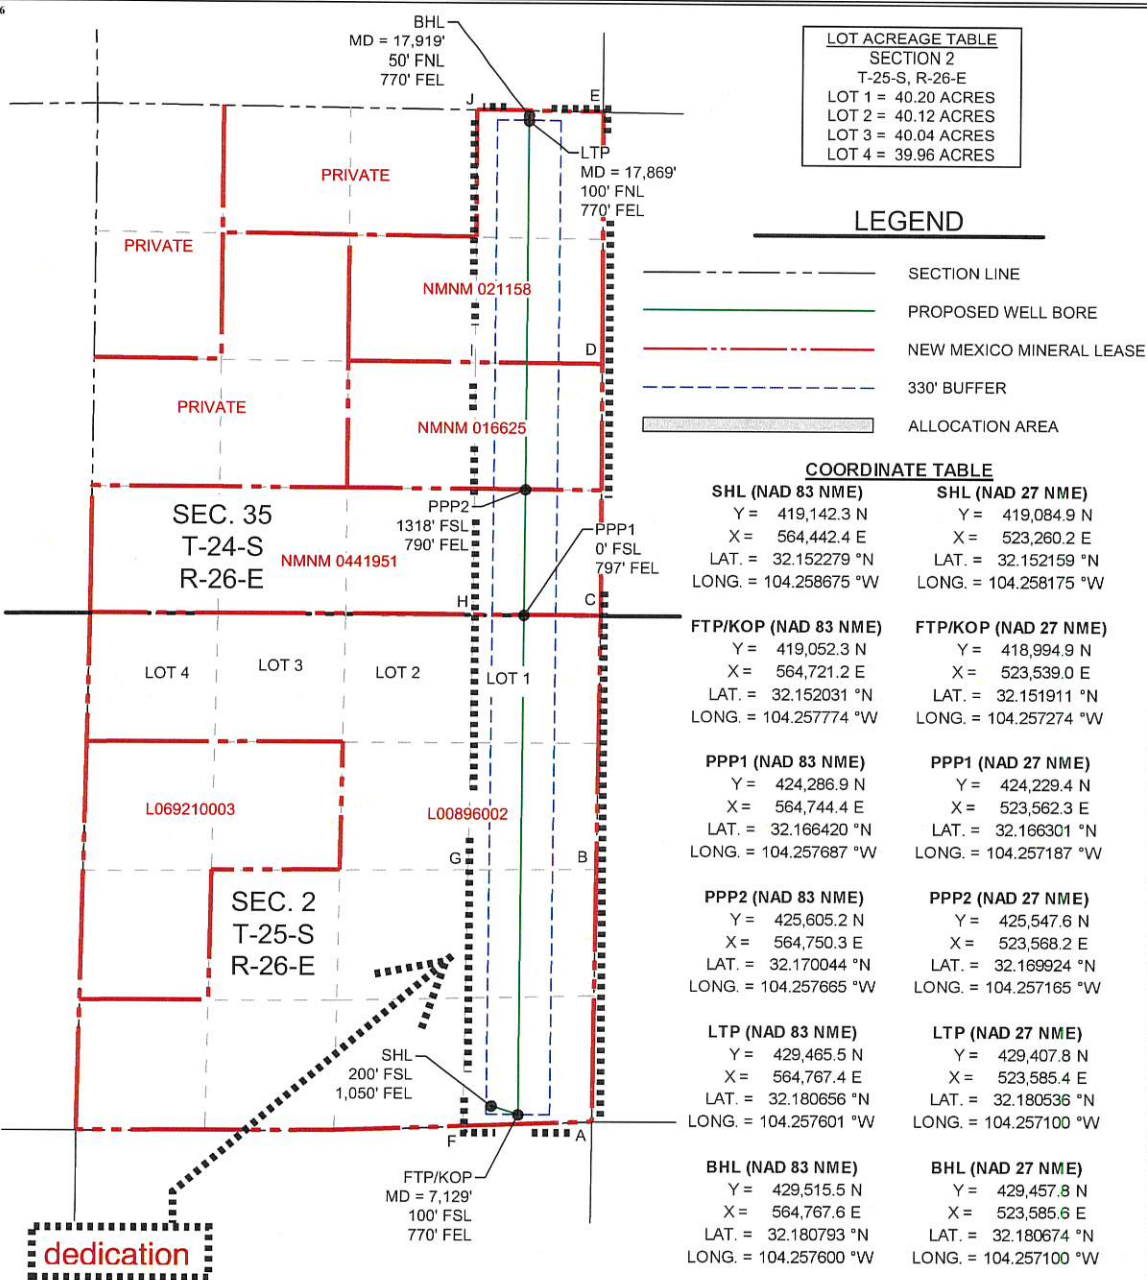 6
BHL
MD = 17,919'
50' FNL
770' FEL
J
E
LTP
MD = 17,869'
100' FNL
770' FEL
PRIVATE
PRIVATE
NMNM 021158
D
PRIVATE
NMNM 016625
PPP2
1318' FSL
790' FEL
PPP1
0' FSL
797' FEL
SEC. 35
T-24-S
R-26-E
NMNM 0441951
H
C
LOT 4
LOT 3
LOT 2
LOT 1
L069210003
L00896002
G
B
SEC. 2
T-25-S
R-26-E
SHL
200' FSL
1,050' FEL
F
A
FTP/KOP
MD = 7,129'
100' FSL
770' FEL
dedication
LOT ACREAGE TABLE
SECTION 2
T-25-S, R-26-E
LOT 1 = 40.20 ACRES
LOT 2 = 40.12 ACRES
LOT 3 = 40.04 ACRES
LOT 4 = 39.96 ACRES
LEGEND
SECTION LINE
PROPOSED WELL BORE
NEW MEXICO MINERAL LEASE
330' BUFFER
ALLOCATION AREA
COORDINATE TABLE
SHL (NAD 83 NME)
Y = 419,142.3 N
X = 564,442.4 E
LAT. = 32.152279 °N
LONG. = 104.258675 °W
SHL (NAD 27 NME)
Y = 419,084.9 N
X = 523,260.2 E
LAT. = 32.152159 °N
LONG. = 104.258175 °W
FTP/KOP (NAD 83 NME)
Y = 419,052.3 N
X = 564,721.2 E
LAT. = 32.152031 °N
LONG. = 104.257774 °W
FTP/KOP (NAD 27 NME)
Y = 418,994.9 N
X = 523,539.0 E
LAT. = 32.151911 °N
LONG. = 104.257274 °W
PPP1 (NAD 83 NME)
Y = 424,286.9 N
X = 564,744.4 E
LAT. = 32.166420 °N
LONG. = 104.257687 °W
PPP1 (NAD 27 NME)
Y = 424,229.4 N
X = 523,562.3 E
LAT. = 32.166301 °N
LONG. = 104.257187 °W
PPP2 (NAD 83 NME)
Y = 425,605.2 N
X = 564,750.3 E
LAT. = 32.170044 °N
LONG. = 104.257665 °W
PPP2 (NAD 27 NME)
Y = 425,547.6 N
X = 523,568.2 E
LAT. = 32.169924 °N
LONG. = 104.257165 °W
LTP (NAD 83 NME)
Y = 429,465.5 N
X = 564,767.4 E
LAT. = 32.180656 °N
LONG. = 104.257601 °W
LTP (NAD 27 NME)
Y = 429,407.8 N
X = 523,585.4 E
LAT. = 32.180536 °N
LONG. = 104.257100 °W
BHL (NAD 83 NME)
Y = 429,515.5 N
X = 564,767.6 E
LAT. = 32.180793 °N
LONG. = 104.257600 °W
BHL (NAD 27 NME)
Y = 429,457.8 N
X = 523,585.6 E
LAT. = 32.180674 °N
LONG. = 104.257100 °W